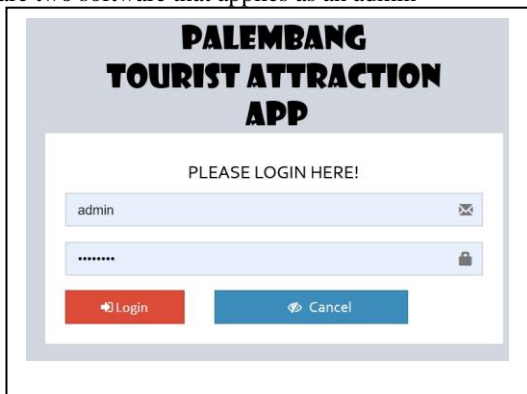 are two software that applies as an admin
PALEMBANG
TOURIST ATTRACTION
APP
PLEASE LOGIN HERE!
admin
••••••••
Login
Cancel